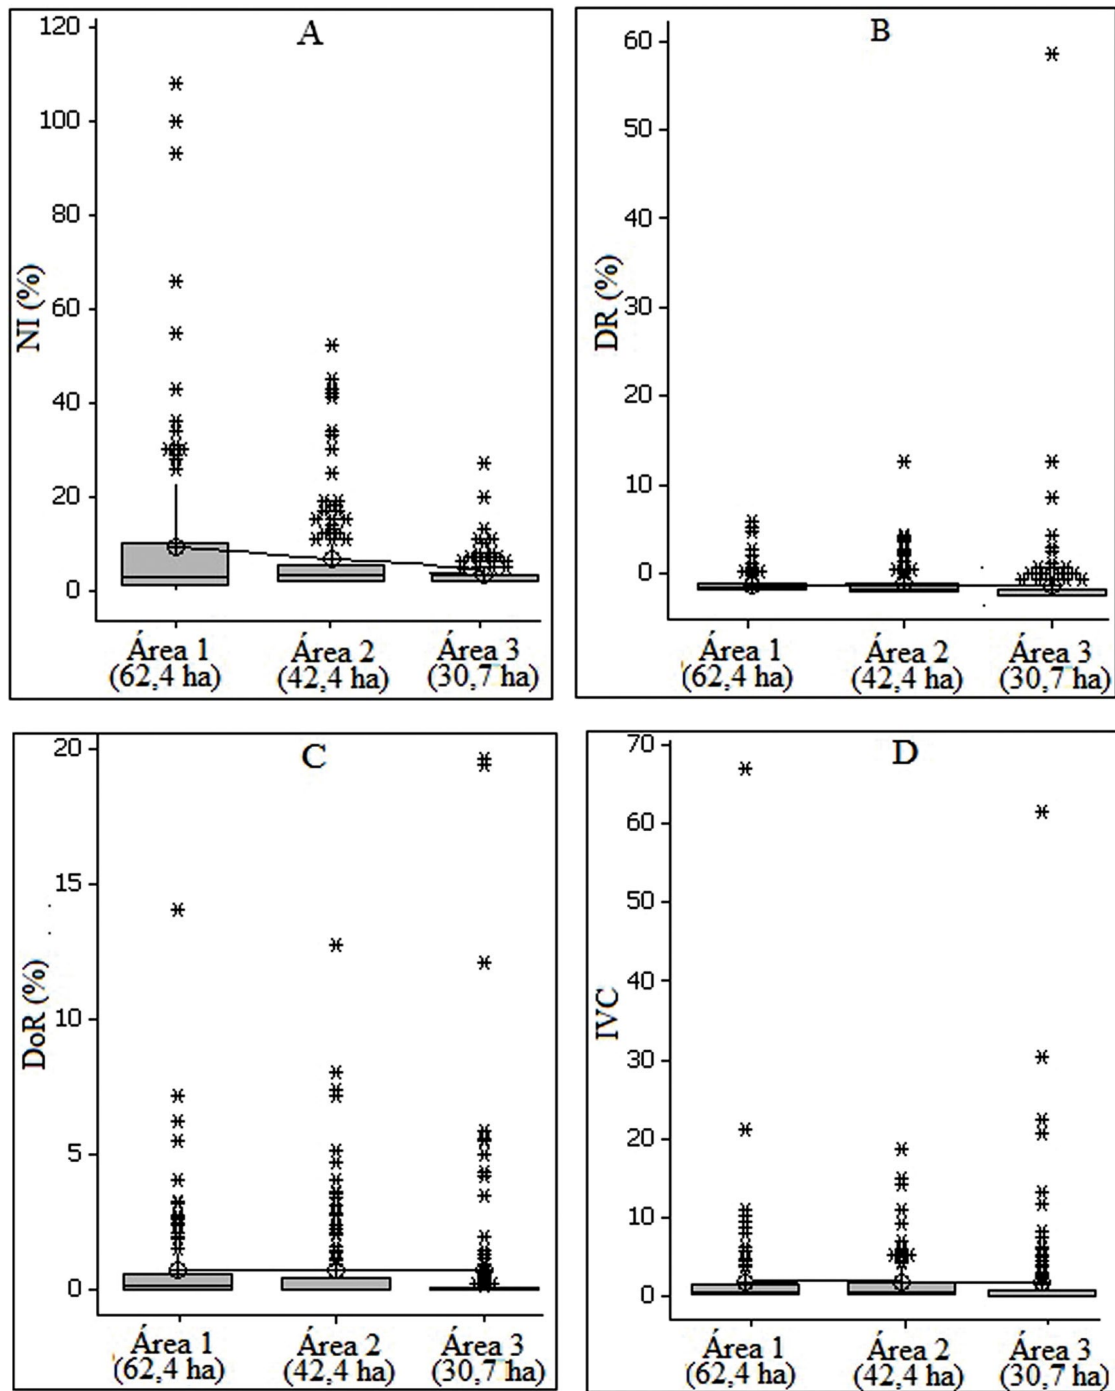 A
120
100
80
60
40
20
0
NI (%)
Área 1
(62,4 ha)
Área 2
(42,4 ha)
Área 3
(30,7 ha)
B
60
50
40
30
20
10
0
DR (%)
Área 1
(62,4 ha)
Área 2
(42,4 ha)
Área 3
(30,7 ha)
C
20
15
10
5
0
DoR (%)
Área 1
(62,4 ha)
Área 2
(42,4 ha)
Área 3
(30,7 ha)
D
70
60
50
40
30
20
10
0
IVC
Área 1
(62,4 ha)
Área 2
(42,4 ha)
Área 3
(30,7 ha)